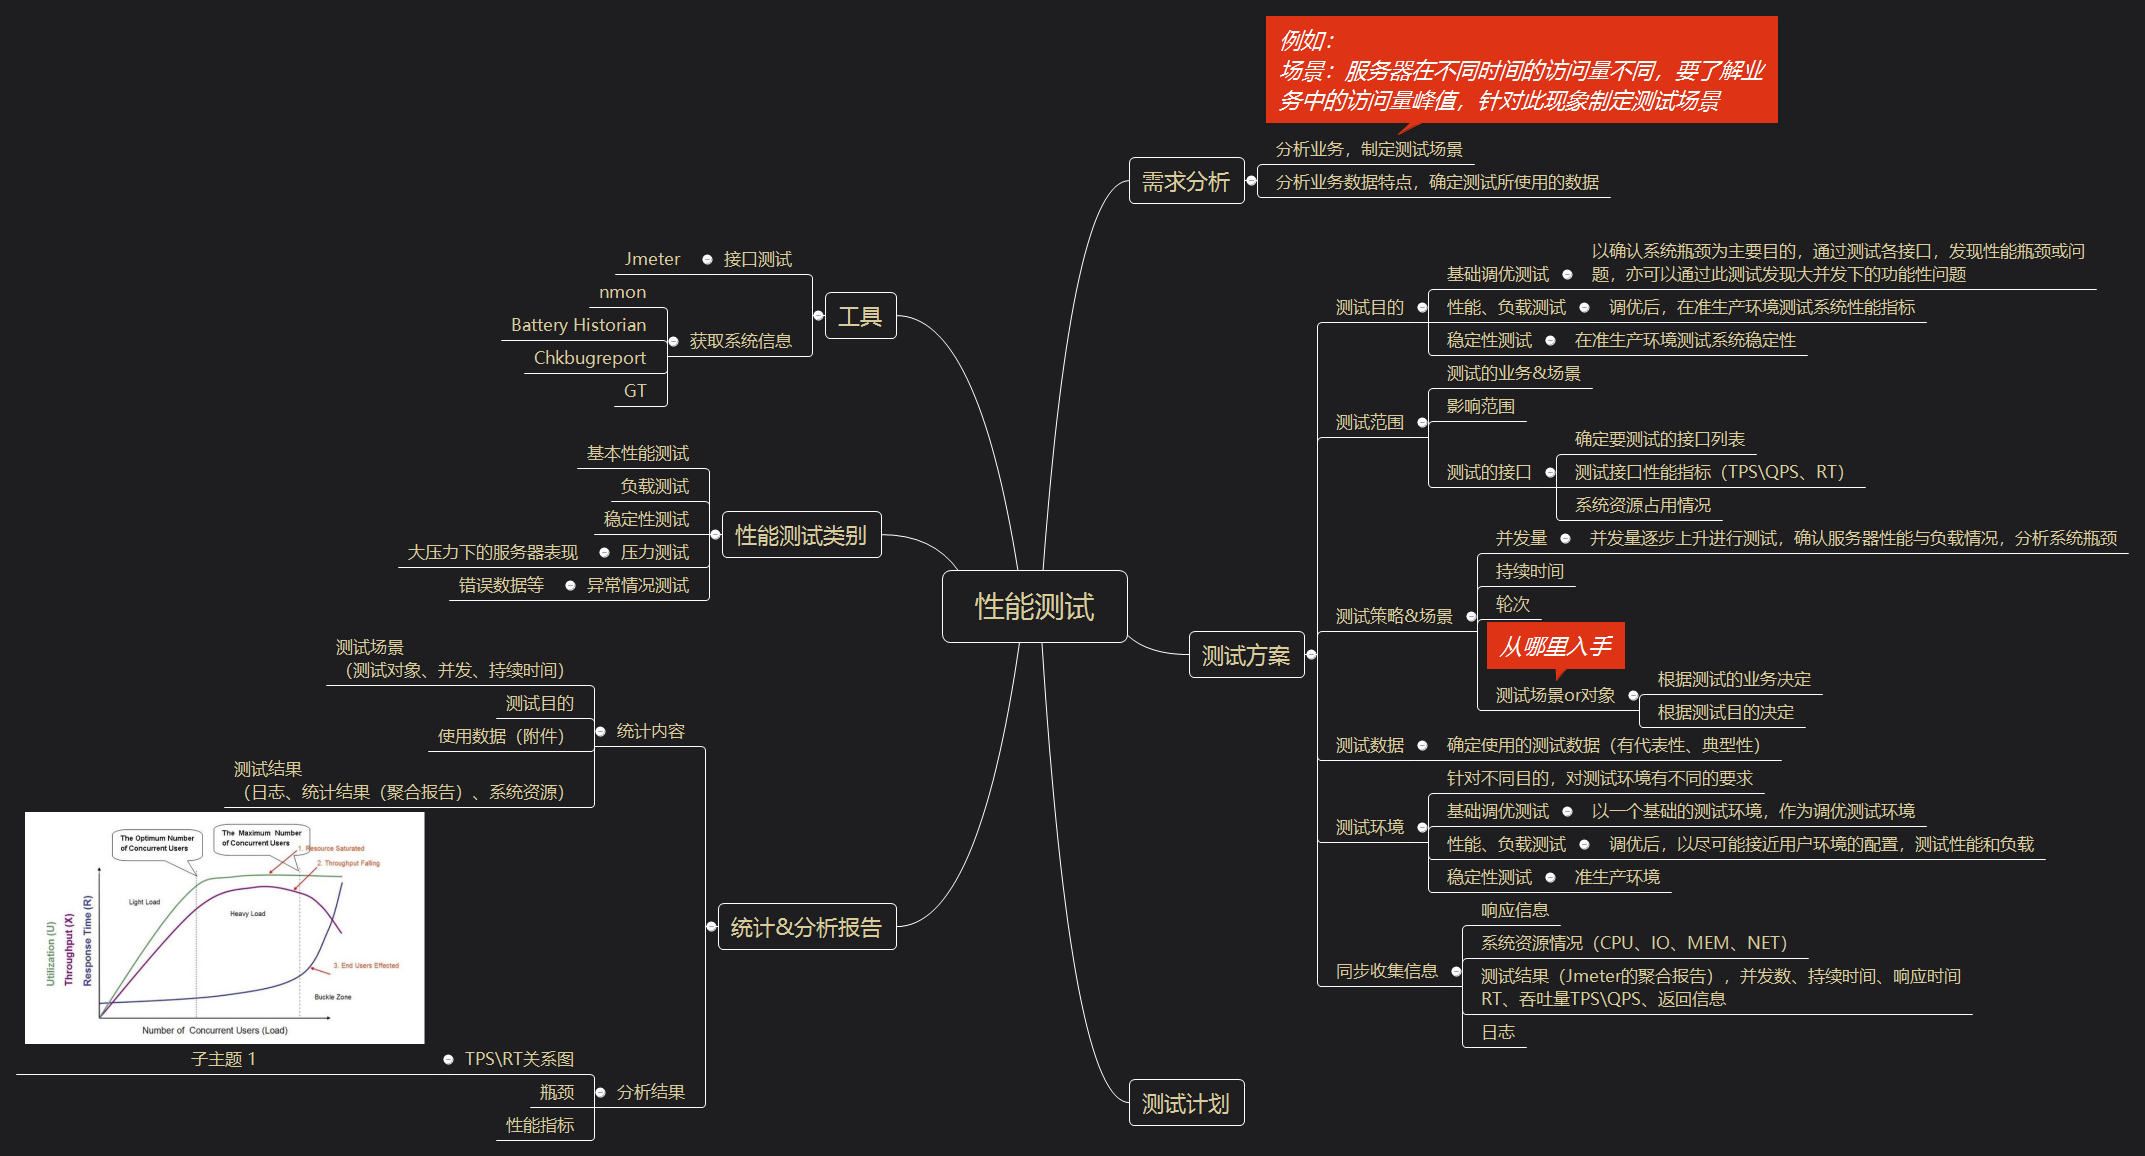 例如：
场景：服务器在不同时间的访问量不同，要了解业
务中的访问量峰值，针对此现象制定测试场景
性能测试
需求分析
分析业务，制定测试场景
分析业务数据特点，确定测试所使用的数据
测试方案
测试目的
基础调优测试
以确认系统瓶颈为主要目的，通过测试各接口，发现性能瓶颈或问
题，亦可以通过此测试发现大并发下的功能性问题
性能、负载测试
调优后，在准生产环境测试系统性能指标
稳定性测试
在准生产环境测试系统稳定性
测试范围
测试的业务&场景
影响范围
测试的接口
确定要测试的接口列表
测试接口性能指标（TPS\QPS、RT）
系统资源占用情况
测试策略&场景
并发量
并发量逐步上升进行测试，确认服务器性能与负载情况，分析系统瓶颈
持续时间
轮次
从哪里入手
测试场景or对象
根据测试的业务决定
根据测试目的决定
测试数据
确定使用的测试数据（有代表性、典型性）
测试环境
针对不同目的，对测试环境有不同的要求
基础调优测试
以一个基础的测试环境，作为调优测试环境
性能、负载测试
调优后，以尽可能接近用户环境的配置，测试性能和负载
稳定性测试
准生产环境
同步收集信息
响应信息
系统资源情况（CPU、IO、MEM、NET）
测试结果（Jmeter的聚合报告），并发数、持续时间、响应时间
RT、吞吐量TPS\QPS、返回信息
日志
测试计划
工具
接口测试
Jmeter
获取系统信息
nmon
Battery Historian
Chkbugreport
GT
性能测试类别
基本性能测试
负载测试
稳定性测试
压力测试
大压力下的服务器表现
异常情况测试
错误数据等
统计&分析报告
统计内容
测试场景
（测试对象、并发、持续时间）
测试目的
使用数据（附件）
测试结果
（日志、统计结果（聚合报告）、系统资源）
分析结果
TPS\RT关系图
The Optimum Number
of Concurrent Users
The Maximum Number
of Concurrent Users
1. Resource Saturated
2. Throughput Falling
Light Load
Heavy Load
3. End Users Effected
Buckle Zone
Utilization (U)
Throughput (X)
Response Time (R)
Number of Concurrent Users (Load)
子主题 1
瓶颈
性能指标